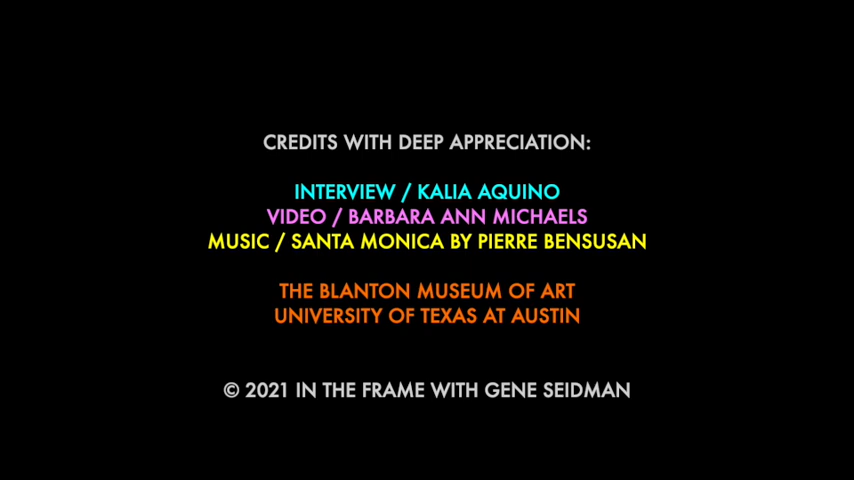 CREDITS WITH DEEP APPRECIATION:
INTERVIEW / KALIA AQUINO
VIDEO / BARBARA ANN MICHAELS
MUSIC / SANTA MONICA BY PIERRE BENSUSAN
THE BLANTON MUSEUM OF ART
UNIVERSITY OF TEXAS AT AUSTIN
© 2021 IN THE FRAME WITH GENE SEIDMAN